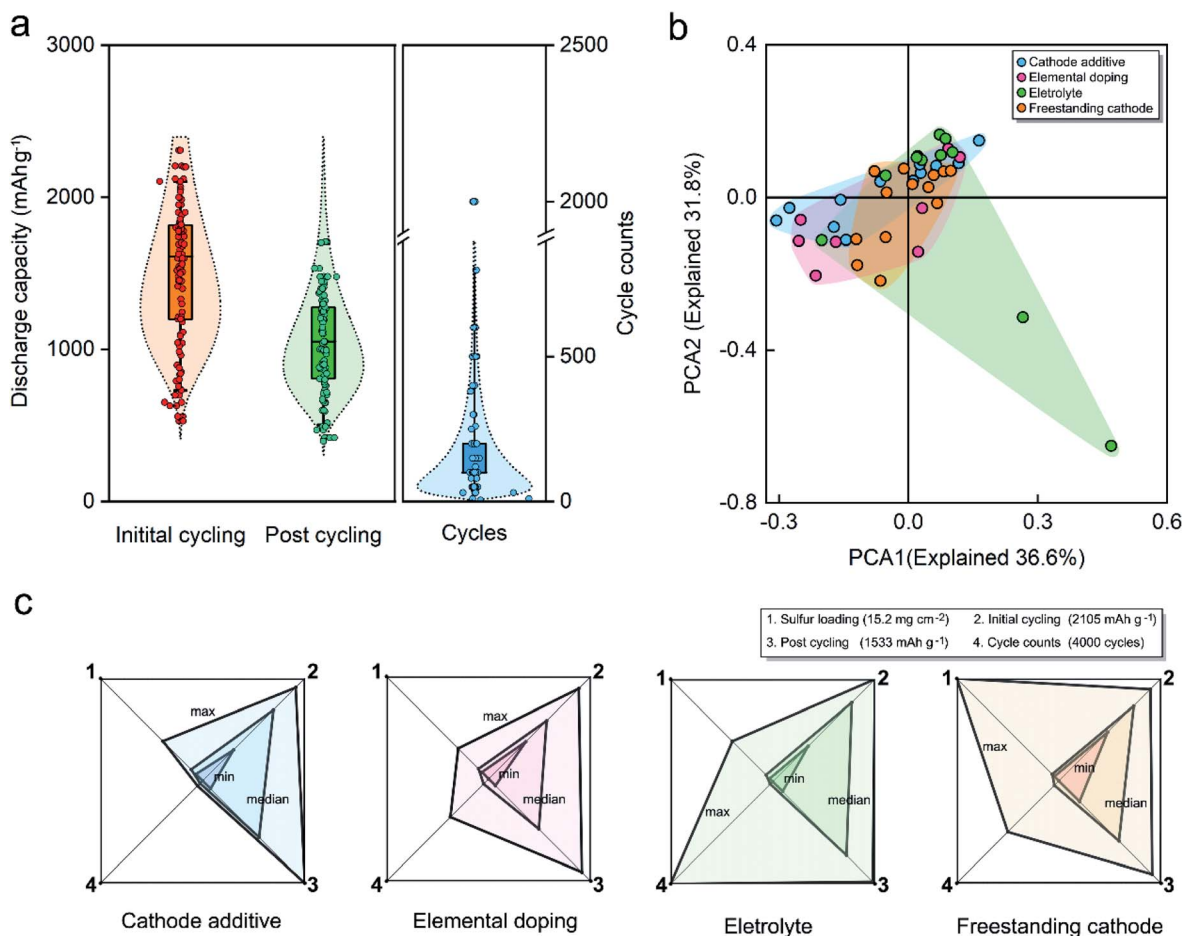 a
3000
2000
1000
0
Discharge capacity (mAhg⁻¹)
2500
2000
500
0
Cycle counts
Initital cycling
Post cycling
Cycles
b
0.4
0.0
-0.4
-0.8
PCA2 (Explained 31.8%)
Cathode additive
Elemental doping
Eletrolyte
Freestanding cathode
-0.3
0.0
0.3
0.6
PCA1(Explained 36.6%)
c
1. Sulfur loading (15.2 mg cm⁻²) 2. Initial cycling (2105 mAh g⁻¹)
3. Post cycling (1533 mAh g⁻¹) 4. Cycle counts (4000 cycles)
1
2
max
min
median
4
3
Cathode additive
2
max
min
median
4
3
Elemental doping
1
2
min
max
median
4
3
Eletrolyte
1
2
max
min
median
4
3
Freestanding cathode